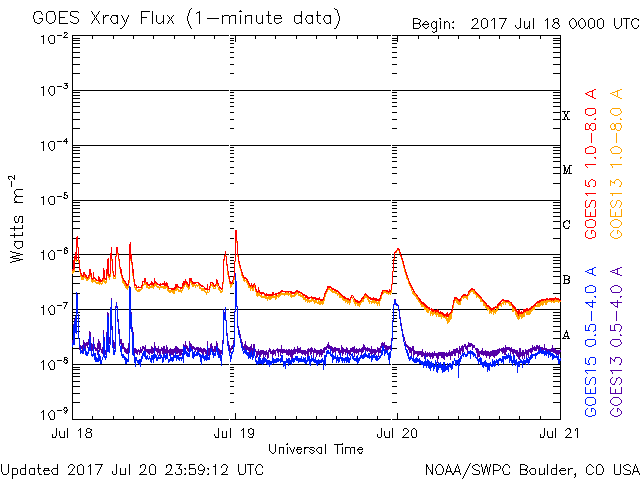 GOES Xray Flux (1-minute data)
Begin: 2017 Jul 18 0000 UTC
10-2
10-3
10-4
10-5
10-6
10-7
10-8
10-9
Watts m-2
X
M
C
B
A
GOES15 1.0-8.0 A
GOES13 1.0-8.0 A
GOES15 0.5-4.0 A
GOES13 0.5-4.0 A
Jul 18
Jul 19
Jul 20
Jul 21
Universal Time
Updated 2017 Jul 20 23:59:12 UTC
NOAA/SWPC Boulder, CO USA